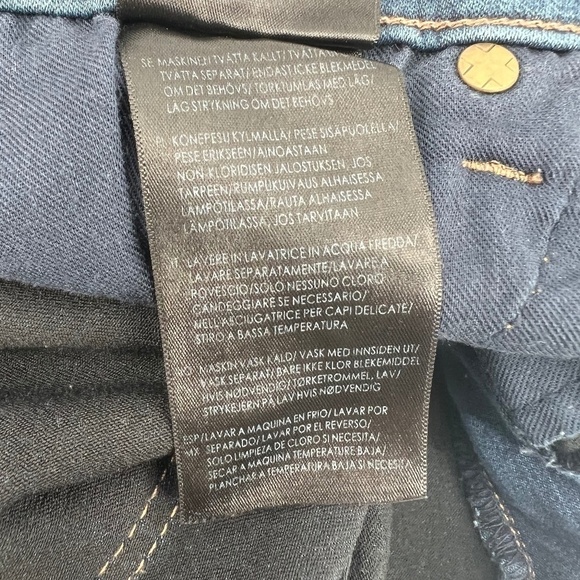 SE MASKINEN TVÄTTA KALLT/ TVÄTTA
TVÄTTA SEPARAT/ ENDAST ICKE BLEKMEDEL
OM DET BEHÖVS/ TORKTUMLAS MED LÅG/
LÅG STRYKNING OM DET BEHÖVS
KONEPESU KYLMÄLLÄ/ PESE SISÄPUOLELLA/
PESE ERIKSEEN/AINOASTAAN
NON KLORIDISEN JALOSTUKSEN, JOS
TARPEEN/RUMPUKUIVAUS ALHAISESSA
LÄMPÖTILASSA/RAUTA ALHAISESSA
LÄMPÖTILASSA, JOS TARVITAAN
IT LAVERE IN LAVATRICE IN ACQUA FREDDA/
LAVARE SEPARATAMENTE/LAVARE A
ROVESCIO/SOLO NESSUNO CLORO
CANDEGGIARE SE NECESSARIO/
NELL'ASCIUGATRICE PER CAPI DELICATE/
STIRO A BASSA TEMPERATURA
NO MASKIN VASK KALD/ VASK MED INNSIDEN UT/
VASK SEPARAT/ BARE IKKE KLOR BLEKEMIDDEL
HVIS NØDVENDIG/TØRKETROMMEL, LAV/
STRYKEJERN PÅ LAV HVIS NØDVENDIG
ESP/ LAVAR A MAQUINA EN FRIO/ LAVAR POR
MX SEPARADO/ LAVAR POR EL REVERSO/
SOLO LIMPIEZA DE CLORO SI NECESITA/
SECAR A MAQUINA TEMPERATURE BAJA/
PLANCHAR A TEMPERATURA BAJA SI NECESITA